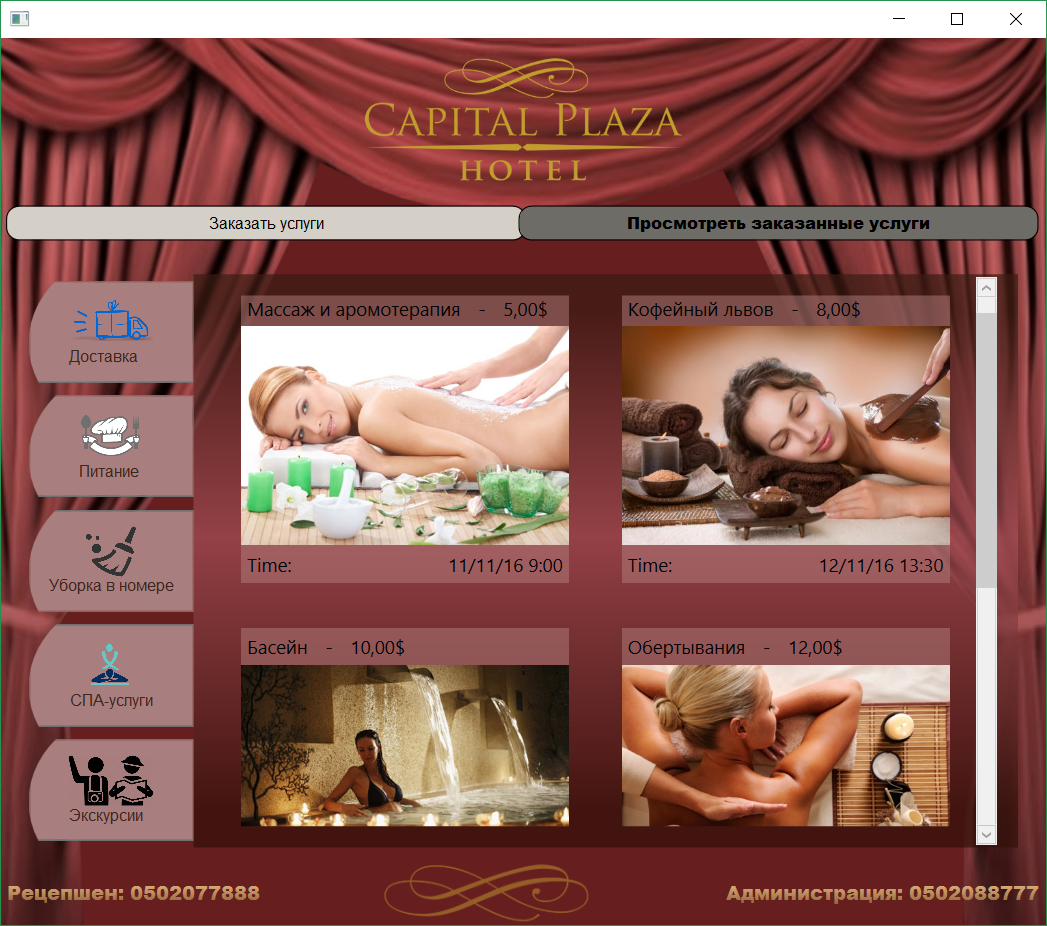 CAPITAL PLAZA
HOTEL
Заказать услуги
Просмотреть заказанные услуги
Доставка
Питание
Уборка в номере
СПА-услуги
Экскурсии
Массаж и аромотерапия - 5,00$
Time: 11/11/16 9:00
Кофейный львов - 8,00$
Time: 12/11/16 13:30
Басейн - 10,00$
Обертывания - 12,00$
Рецепшен: 0502077888
Администрация: 0502088777